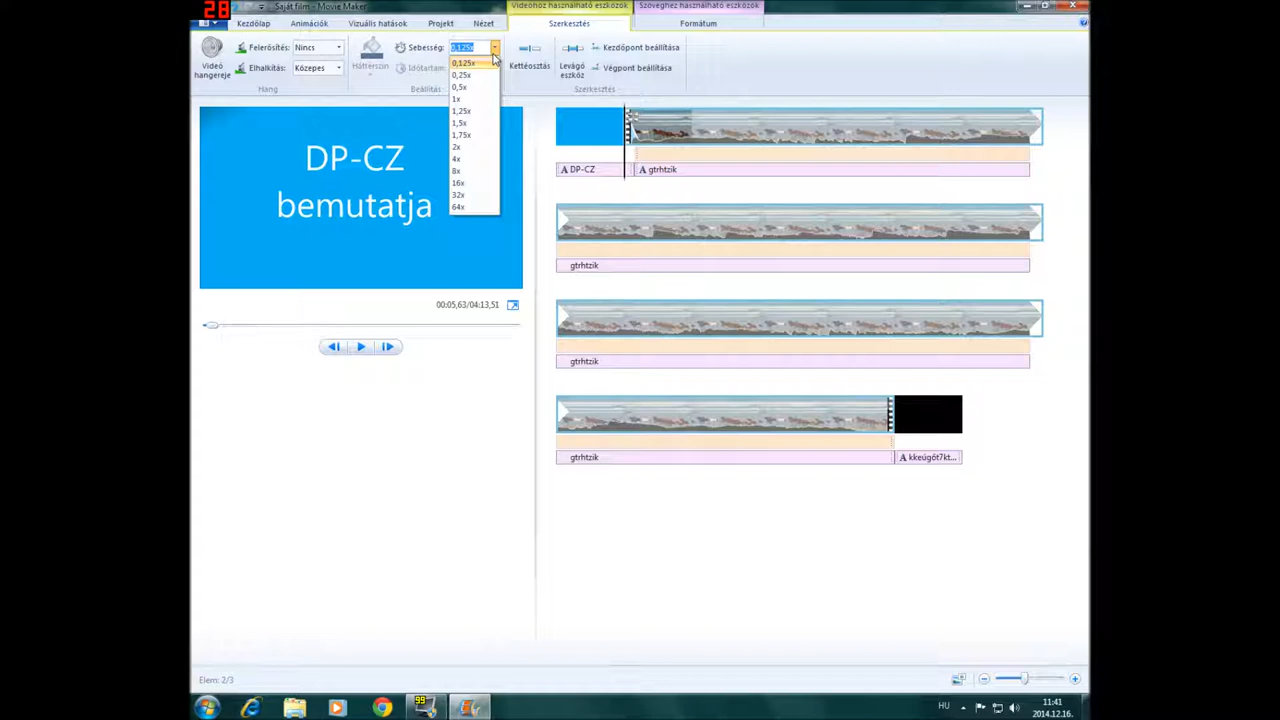 28
Saját film - Movie Maker
Videóhoz használható eszközök
Szöveghez használható eszközök
Kezdőlap
Animációk
Vizuális hatások
Projekt
Nézet
Szerkesztés
Formátum
Videó hangereje
Felerősítés: Nincs
Elhalkítás: Közepes
Hang
Háttérszín
Sebesség: 0,125x
Időtartam:
Beállítás
Kettéosztás
Levágó eszköz
Kezdőpont beállítása
Végpont beállítása
Szerkesztés
0,125x
0,25x
0,5x
1x
1,25x
1,5x
1,75x
2x
4x
8x
16x
32x
64x
DP-CZ
bemutatja
00:05,63/04:13,51
A DP-CZ
A gtrhtzik
gtrhtzik
gtrhtzik
gtrhtzik
A kkeúgőt7kt...
Elem: 2/3
99
HU
11:41
2014.12.16.